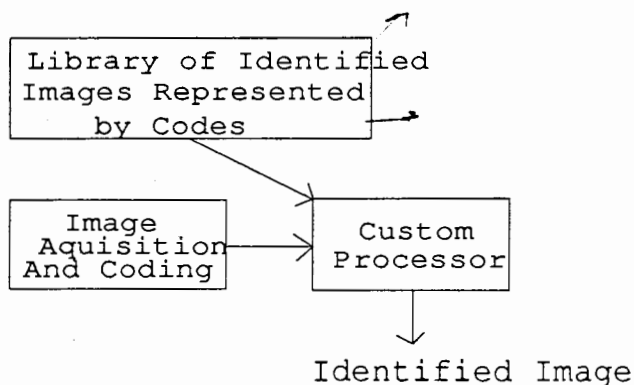 Library of Identified
Images Represented
by Codes
Image
Aquisition
And Coding
Custom
Processor
Identified Image